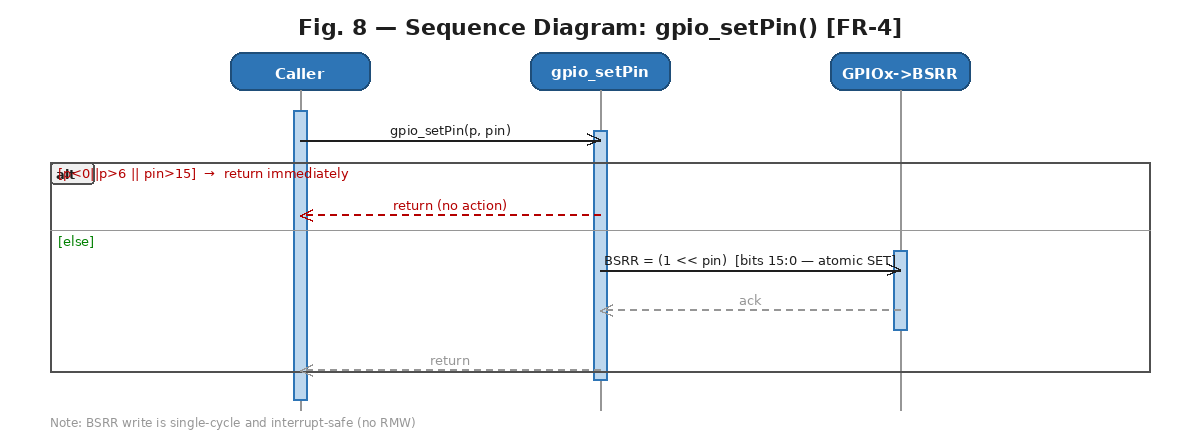 Fig. 8 — Sequence Diagram: gpio_setPin() [FR-4]
Caller
gpio_setPin
GPIOx->BSRR
gpio_setPin(p, pin)
alt
[p<0||p>6 || pin>15] → return immediately
return (no action)
[else]
BSRR = (1 << pin) [bits 15:0 — atomic SET]
ack
return
Note: BSRR write is single-cycle and interrupt-safe (no RMW)